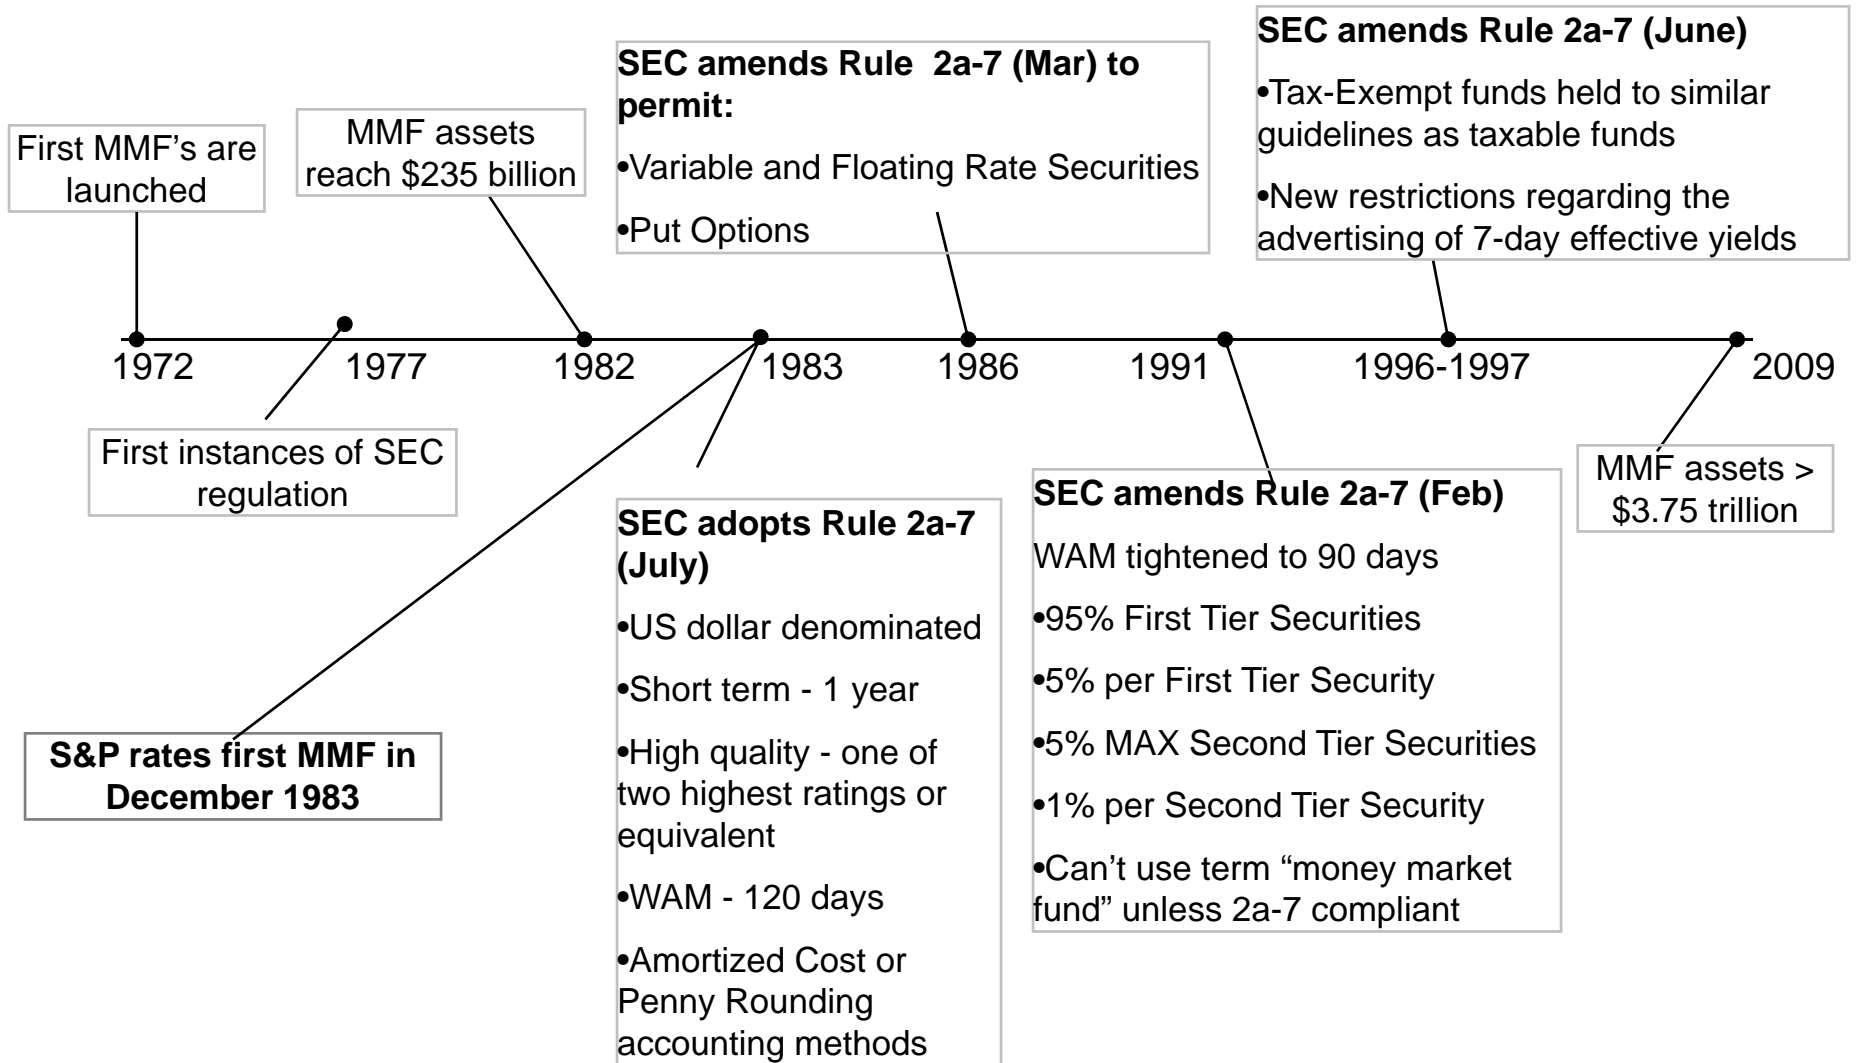 First MMF's are
launched
MMF assets
reach $235 billion
SEC amends Rule  2a-7 (Mar) to
permit:
•Variable and Floating Rate Securities
•Put Options
SEC amends Rule 2a-7 (June)
•Tax-Exempt funds held to similar
guidelines as taxable funds
•New restrictions regarding the
advertising of 7-day effective yields
1972
1977
1982
1983
1986
1991
1996-1997
2009
First instances of SEC
regulation
S&P rates first MMF in
December 1983
SEC adopts Rule 2a-7
(July)
•US dollar denominated
•Short term - 1 year
•High quality - one of
two highest ratings or
equivalent
•WAM - 120 days
•Amortized Cost or
Penny Rounding
accounting methods
SEC amends Rule 2a-7 (Feb)
WAM tightened to 90 days
•95% First Tier Securities
•5% per First Tier Security
•5% MAX Second Tier Securities
•1% per Second Tier Security
•Can’t use term “money market
fund” unless 2a-7 compliant
MMF assets >
$3.75 trillion